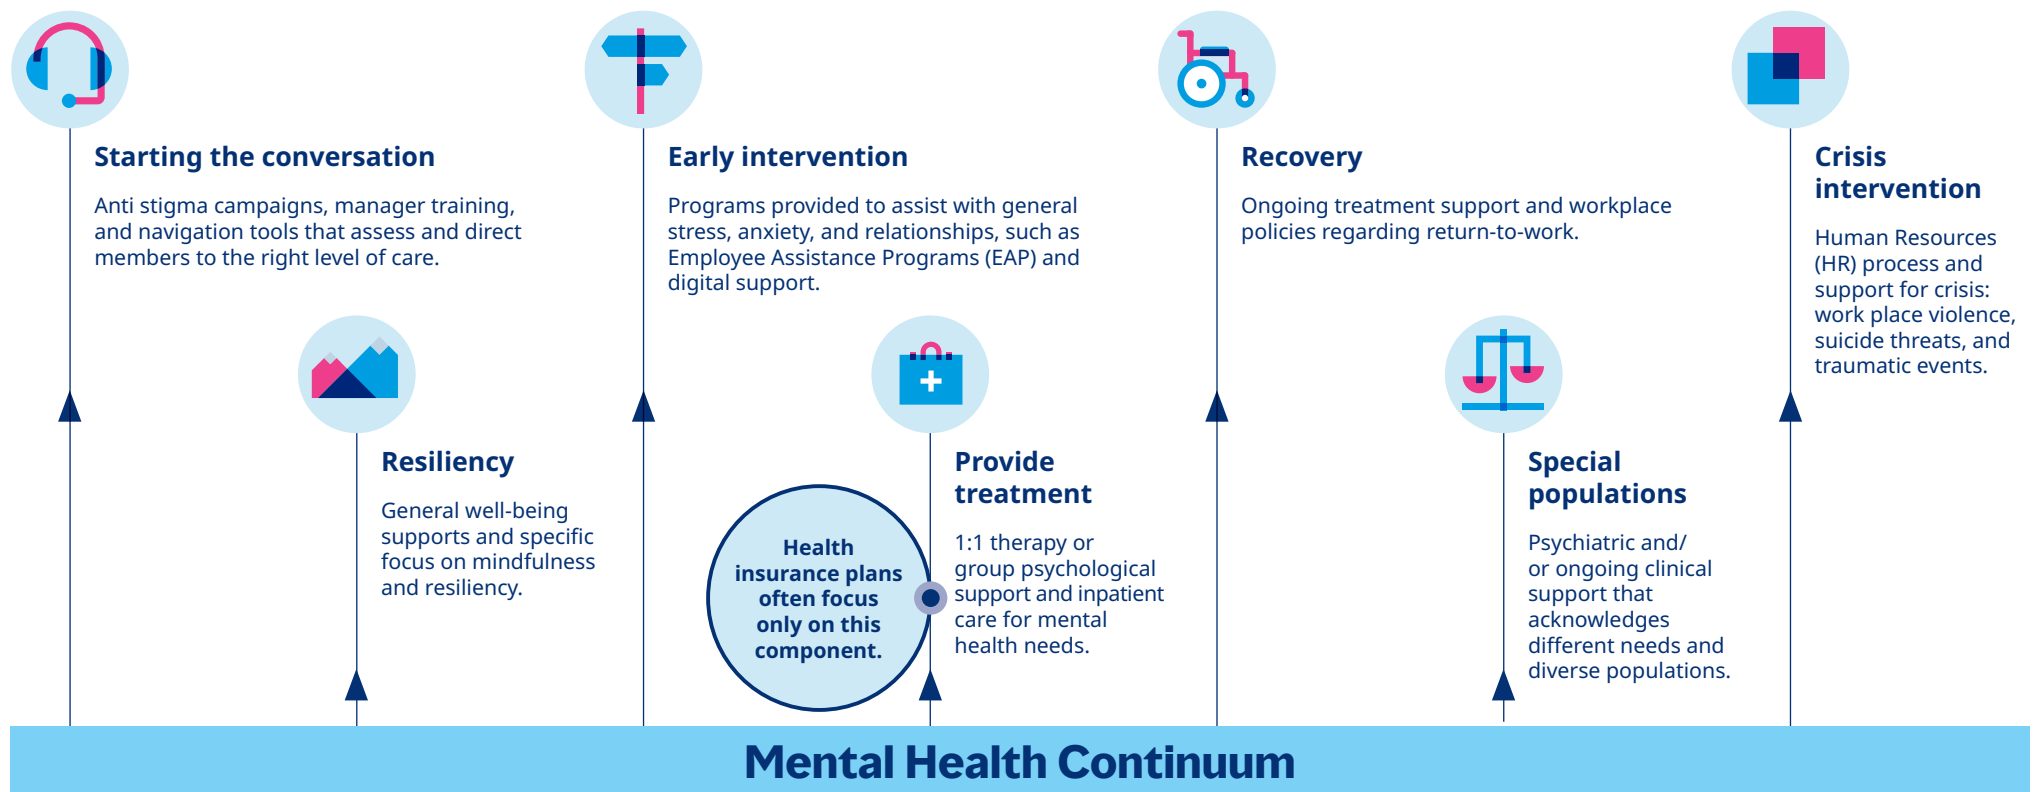 Starting the conversation
Anti stigma campaigns, manager training,
and navigation tools that assess and direct
members to the right level of care.
Resiliency
General well-being
supports and specific
focus on mindfulness
and resiliency.
Early intervention
Programs provided to assist with general
stress, anxiety, and relationships, such as
Employee Assistance Programs (EAP) and
digital support.
Health
insurance plans
often focus
only on this
component.
Provide
treatment
1:1 therapy or
group psychological
support and inpatient
care for mental
health needs.
Recovery
Ongoing treatment support and workplace
policies regarding return-to-work.
Special
populations
Psychiatric and/
or ongoing clinical
support that
acknowledges
different needs and
diverse populations.
Crisis
intervention
Human Resources
(HR) process and
support for crisis:
work place violence,
suicide threats, and
traumatic events.
Mental Health Continuum